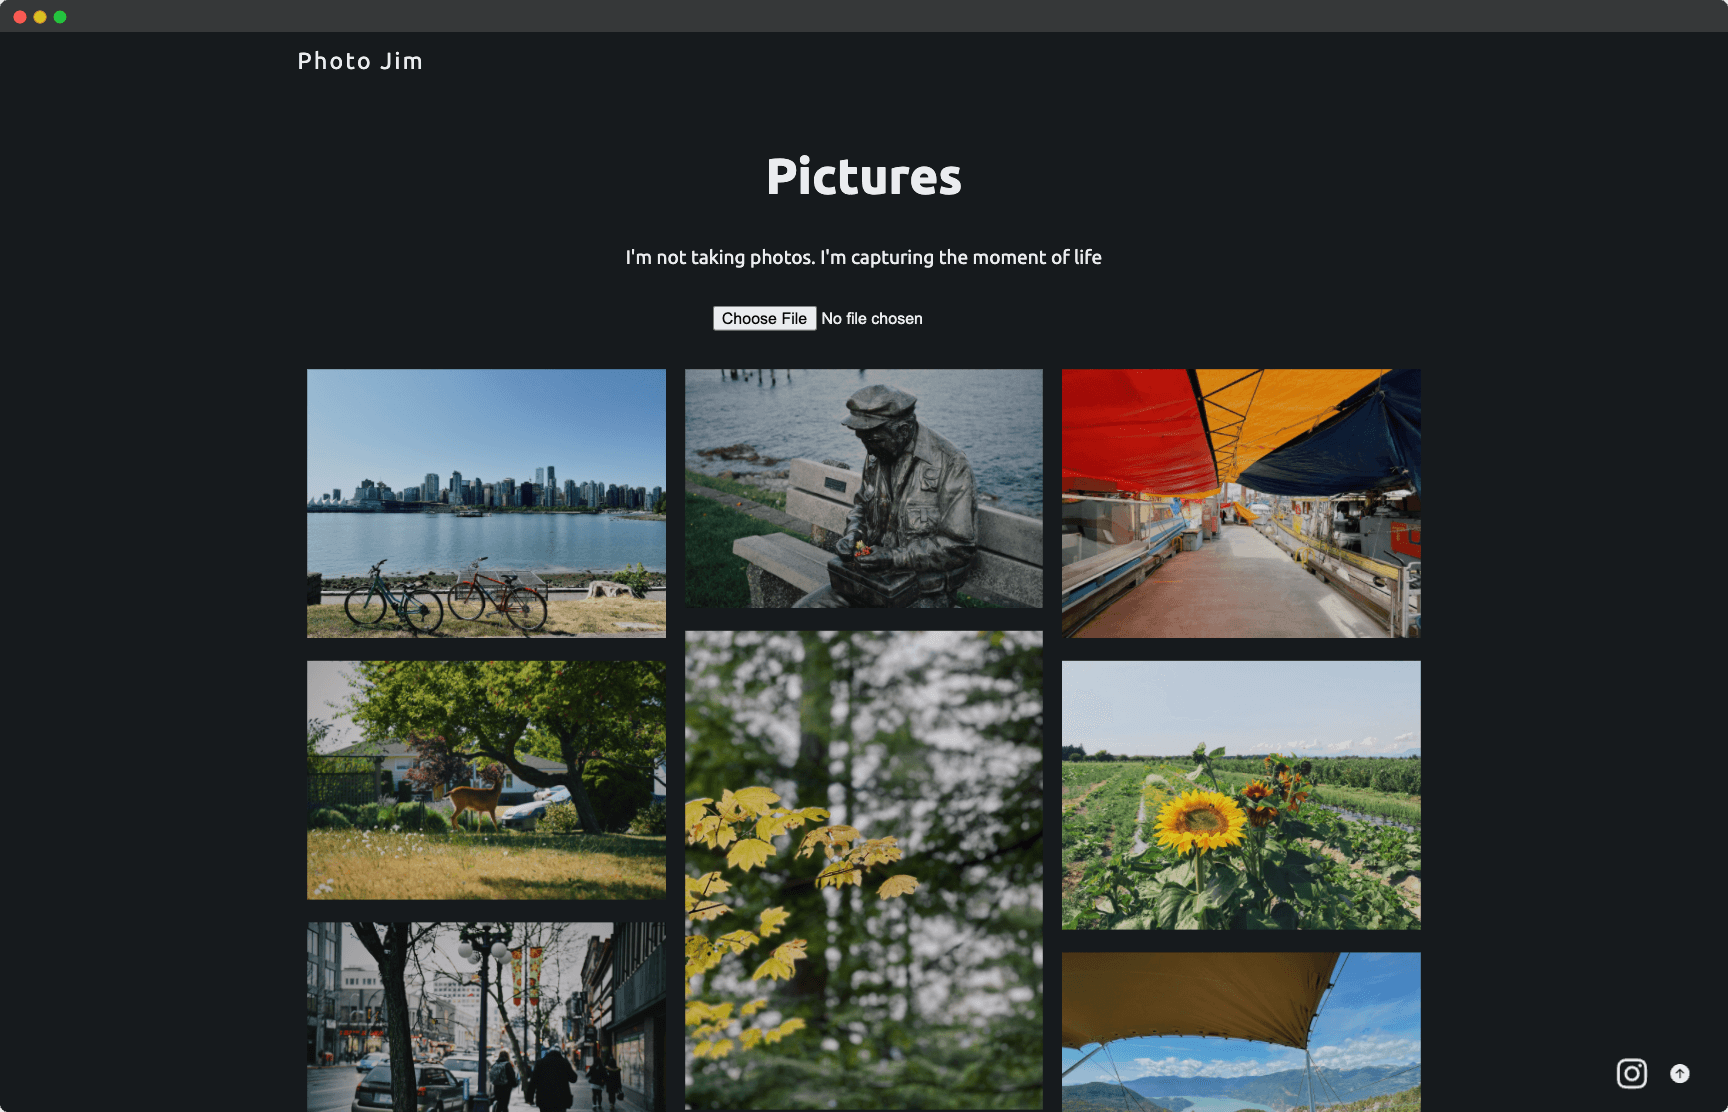 Photo Jim
Pictures
I'm not taking photos. I'm capturing the moment of life
Choose File No file chosen